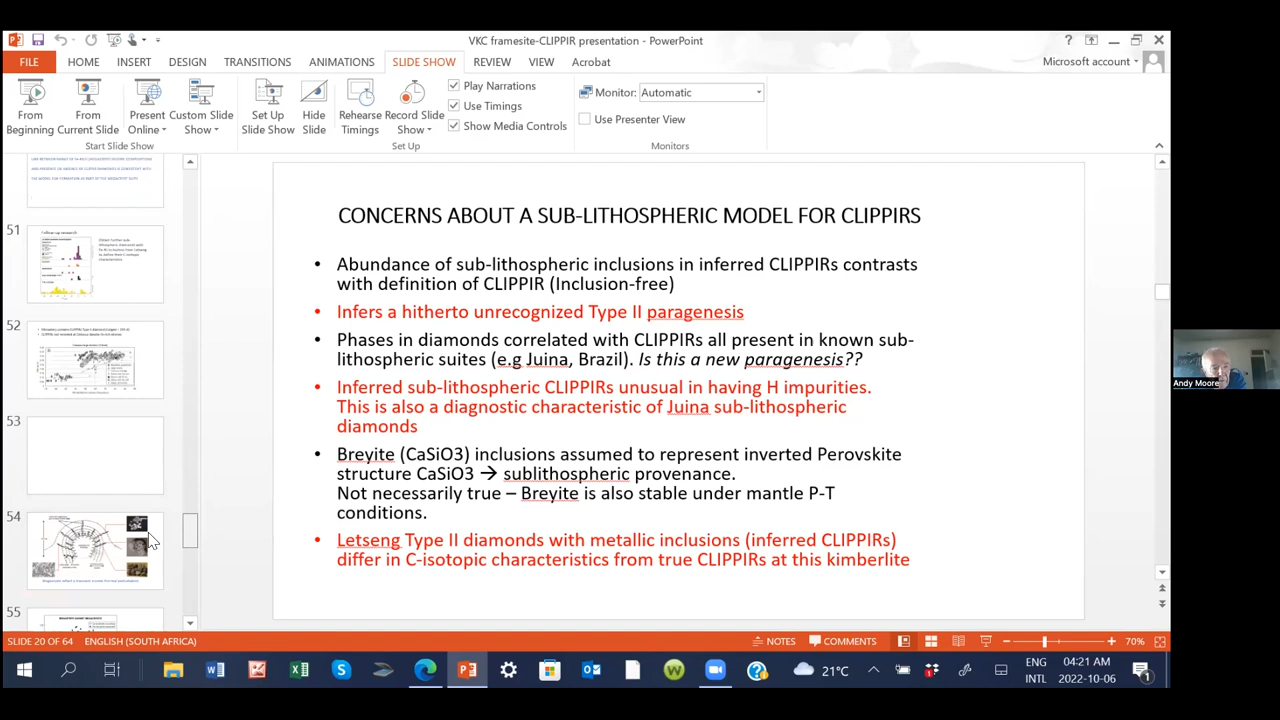 VKC framesite-CLIPPIR presentation - PowerPoint
?
FILE
HOME
INSERT
DESIGN
TRANSITIONS
ANIMATIONS
SLIDE SHOW
REVIEW
VIEW
Acrobat
Microsoft account
From Beginning
From Current Slide
Present Online
Custom Slide Show
Set Up Slide Show
Hide Slide
Rehearse Timings
Record Slide Show
Play Narrations
Use Timings
Show Media Controls
Monitor: Automatic
Use Presenter View
Start Slide Show
Set Up
Monitors
51
Follow-up research
52
53
54
55
CONCERNS ABOUT A SUB-LITHOSPHERIC MODEL FOR CLIPPIRS
• Abundance of sub-lithospheric inclusions in inferred CLIPPIRs contrasts
with definition of CLIPPIR (Inclusion-free)
• Infers a hitherto unrecognized Type II paragenesis
• Phases in diamonds correlated with CLIPPIRs all present in known sub-
lithospheric suites (e.g Juina, Brazil). Is this a new paragenesis??
• Inferred sub-lithospheric CLIPPIRs unusual in having H impurities.
This is also a diagnostic characteristic of Juina sub-lithospheric
diamonds
• Breyite (CaSiO3) inclusions assumed to represent inverted Perovskite
structure CaSiO3 → sublithospheric provenance.
Not necessarily true – Breyite is also stable under mantle P-T
conditions.
• Letseng Type II diamonds with metallic inclusions (inferred CLIPPIRs)
differ in C-isotopic characteristics from true CLIPPIRs at this kimberlite
Andy Moore
SLIDE 20 OF 64
ENGLISH (SOUTH AFRICA)
NOTES
COMMENTS
70%
21°C
ENG
INTL
04:21 AM
2022-10-06
1